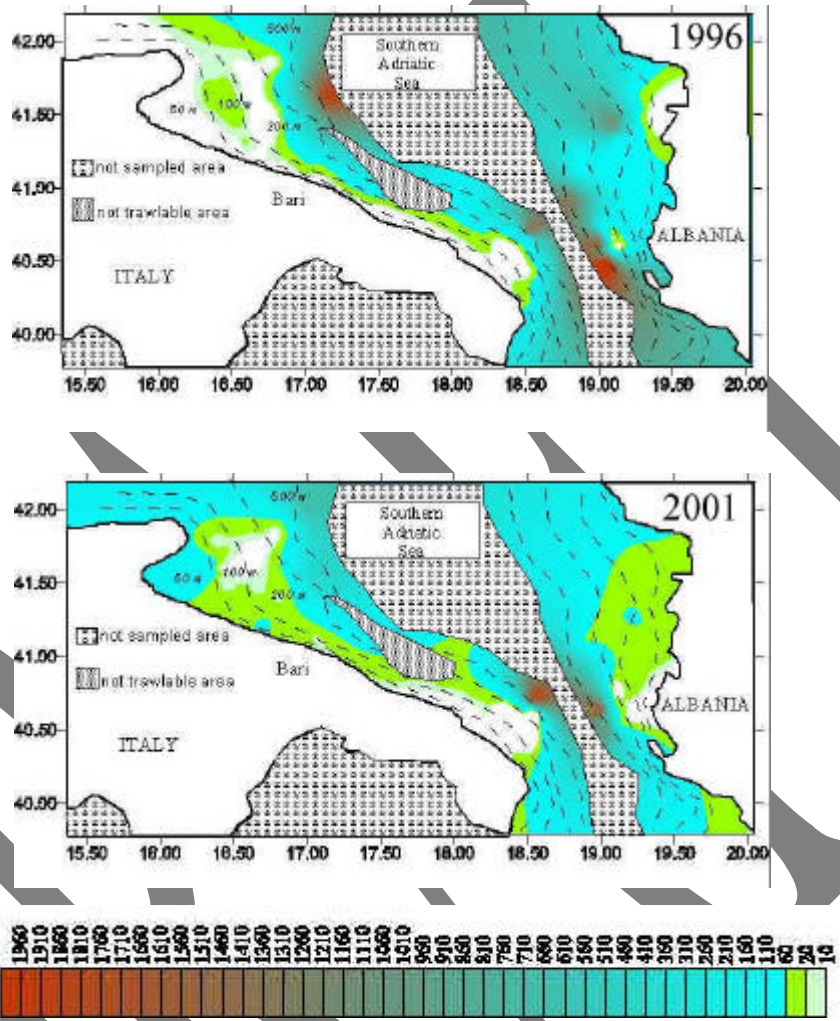 1996
42.00
41.50
41.00
40.50
40.00
500 w
Southern
Adriatic
Sea
50 w
100 w
200 w
not sampled area
not trawlable area
Bari
ITALY
ALBANIA
15.50 16.00 16.50 17.00 17.50 18.00 18.50 19.00 19.50 20.00
2001
42.00
41.50
41.00
40.50
40.00
500 w
Southern
Adriatic
Sea
50 w
100 w
200 w
not sampled area
not trawlable area
Bari
ITALY
ALBANIA
15.50 16.00 16.50 17.00 17.50 18.00 18.50 19.00 19.50 20.00
1960 1910 1860 1810 1760 1710 1660 1610 1560 1510 1460 1410 1360 1310 1260 1210 1160 1110 1060 1010 960 910 860 810 760 710 660 610 560 510 460 410 360 310 260 210 160 110 60